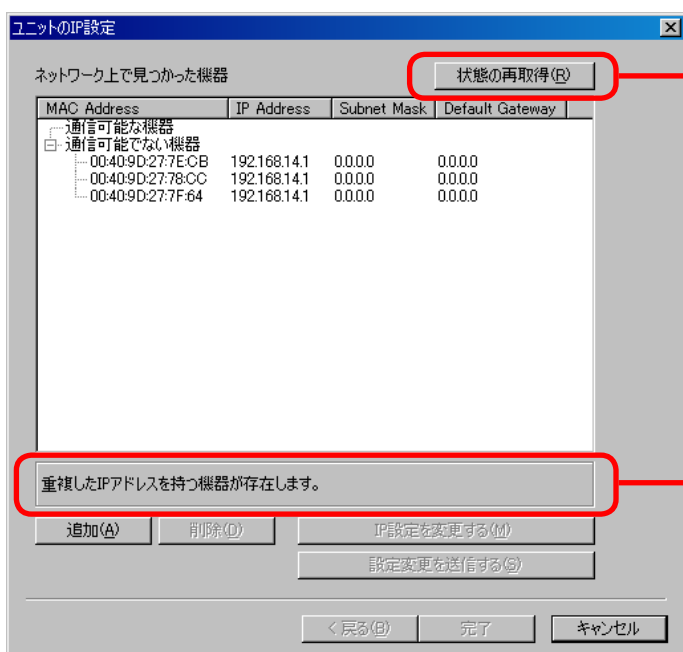 ユニットのIP設定
ネットワーク上で見つかった機器
状態の再取得(R)
MAC Address IP Address Subnet Mask Default Gateway
通信可能な機器
通信可能でない機器
00:40:9D:27:7E:CB 192.168.14.1 0.0.0.0 0.0.0.0
00:40:9D:27:78:CC 192.168.14.1 0.0.0.0 0.0.0.0
00:40:9D:27:7F:64 192.168.14.1 0.0.0.0 0.0.0.0
重複したIPアドレスを持つ機器が存在します。
追加(A) 削除(D) IP設定を変更する(M)
設定変更を送信する(S)
< 戻る(B) 完了 キャンセル